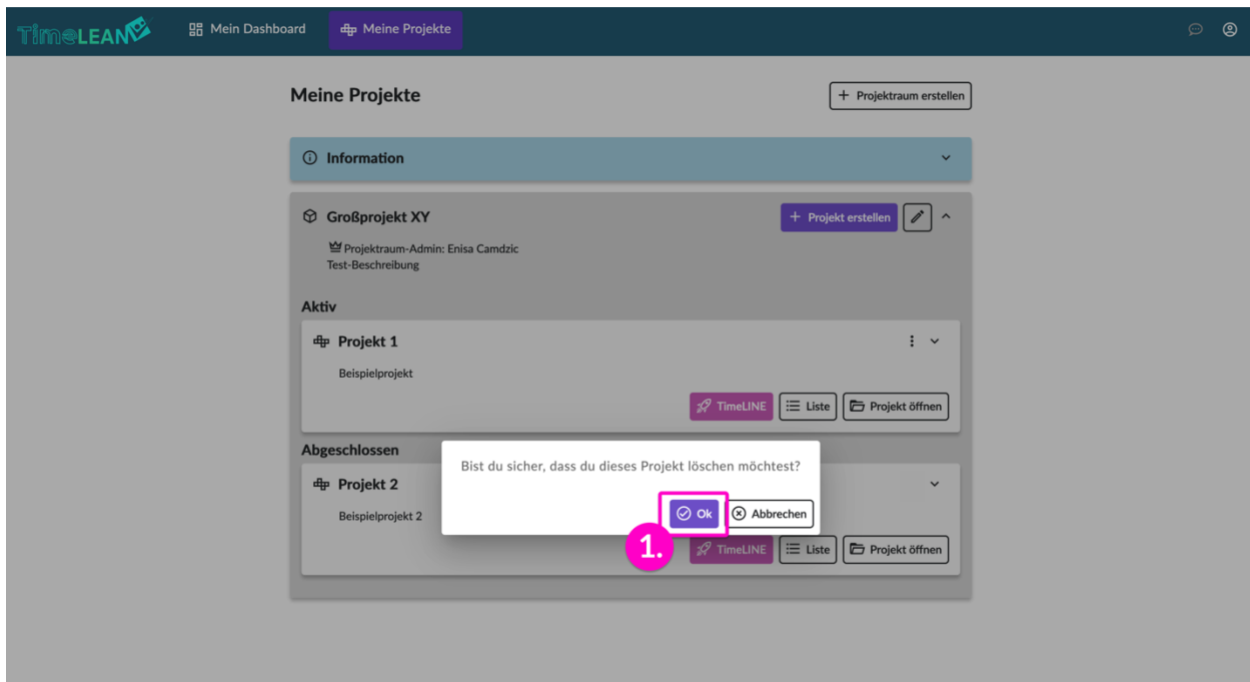 TimeLEAN
Mein Dashboard
Meine Projekte
Meine Projekte
+ Projektraum erstellen
Information
Großprojekt XY
+ Projekt erstellen
Projektraum-Admin: Enisa Camdzic
Test-Beschreibung
Aktiv
Projekt 1
Beispielprojekt
TimeLINE
Liste
Projekt öffnen
Abgeschlossen
Bist du sicher, dass du dieses Projekt löschen möchtest?
Ok
Abbrechen
1.
Projekt 2
Beispielprojekt 2
TimeLINE
Liste
Projekt öffnen